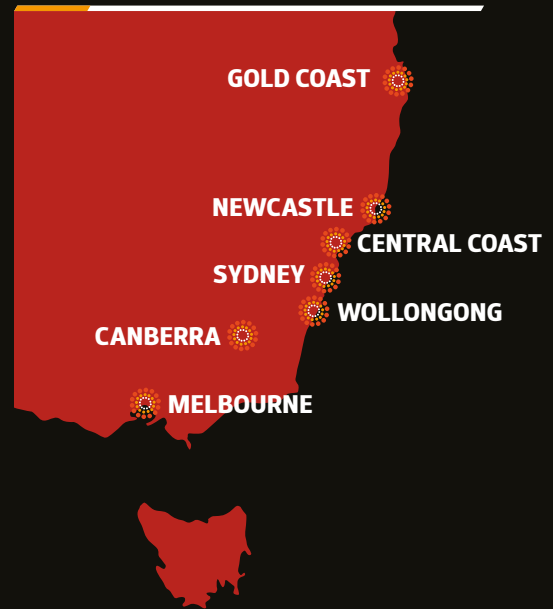 GOLD COAST
NEWCASTLE
CENTRAL COAST
SYDNEY
WOLLONGONG
CANBERRA
MELBOURNE